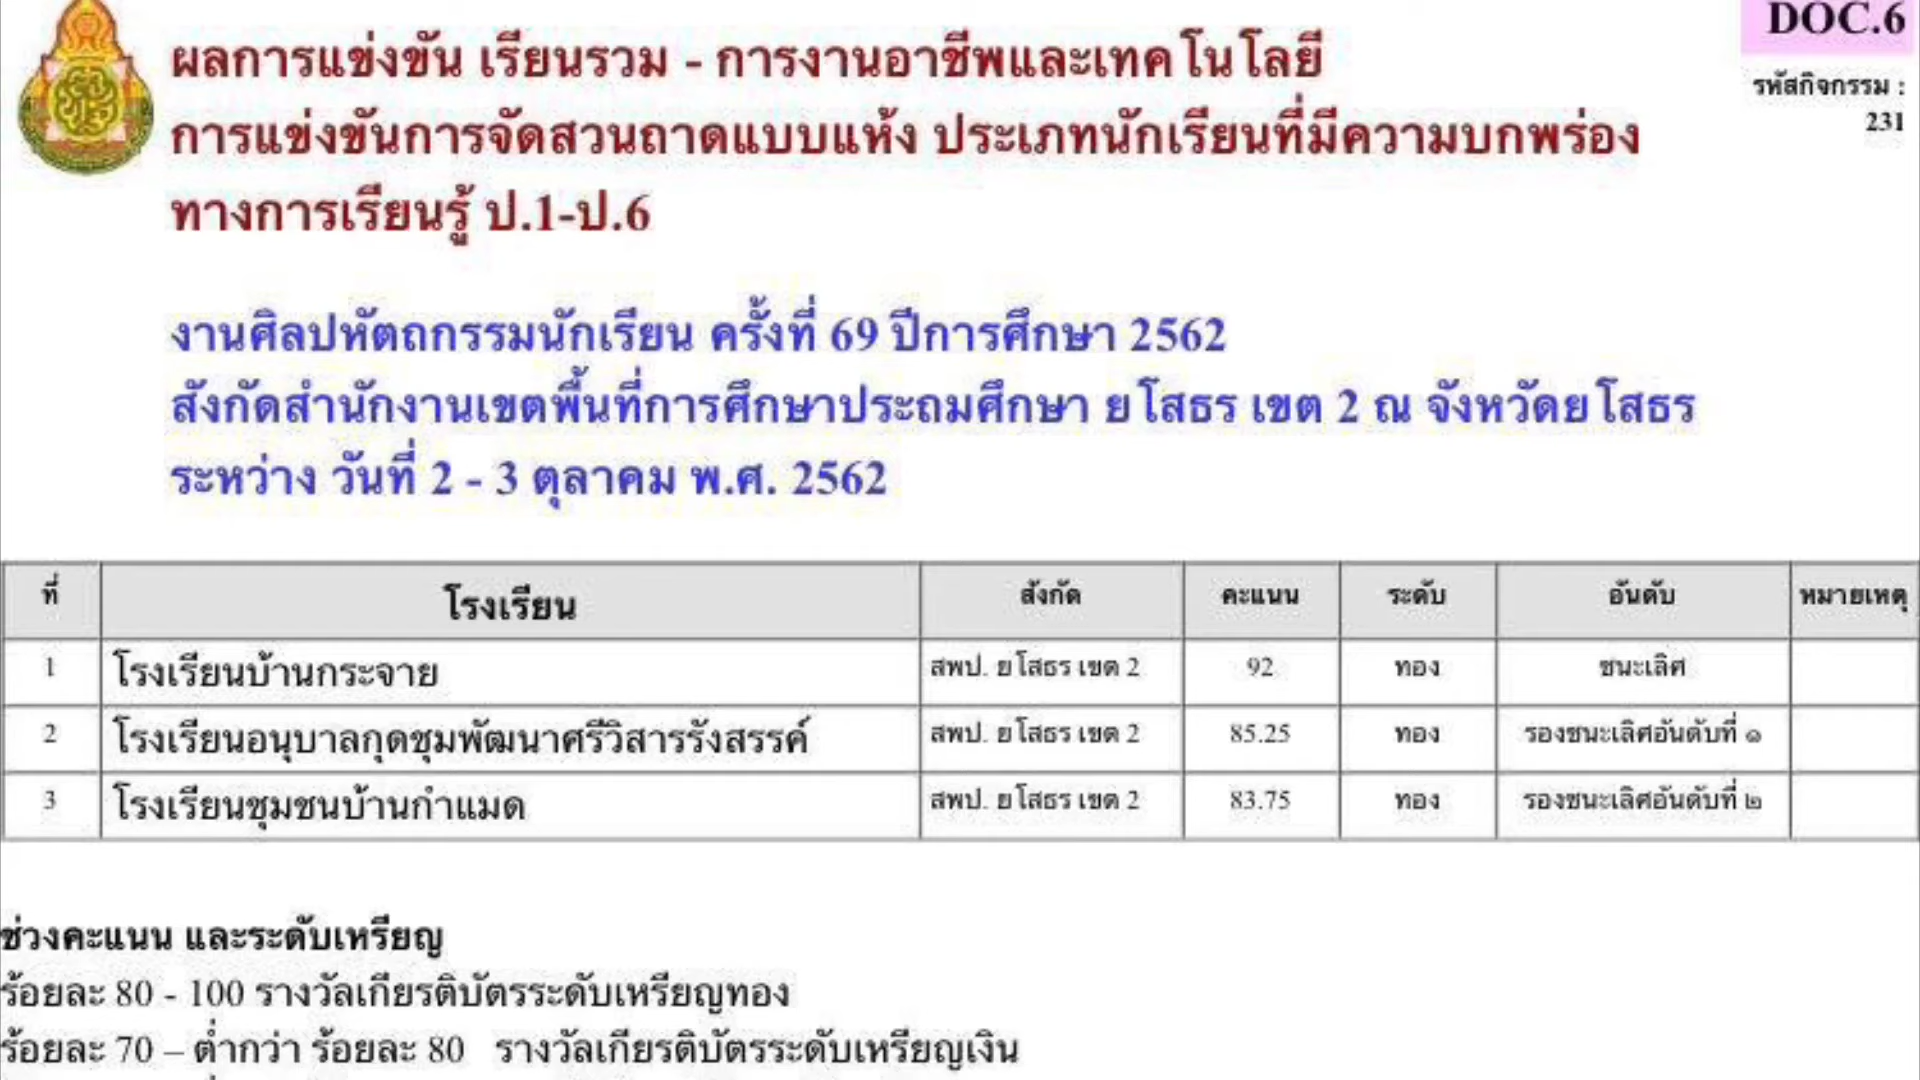 DOC.6
รหัสกิจกรรม :
231
ผลการแข่งขัน เรียนรวม - การงานอาชีพและเทคโนโลยี
การแข่งขันการจัดสวนถาดแบบแห้ง ประเภทนักเรียนที่มีความบกพร่อง
ทางการเรียนรู้ ป.1-ป.6
งานศิลปหัตถกรรมนักเรียน ครั้งที่ 69 ปีการศึกษา 2562
สังกัดสำนักงานเขตพื้นที่การศึกษาประถมศึกษา ยโสธร เขต 2 ณ จังหวัดยโสธร
ระหว่าง วันที่ 2 - 3 ตุลาคม พ.ศ. 2562
ที่ โรงเรียน สังกัด คะแนน ระดับ อันดับ หมายเหตุ
1 โรงเรียนบ้านกระจาย สพป. ยโสธร เขต 2 92 ทอง ชนะเลิศ
2 โรงเรียนอนุบาลกุดชุมพัฒนาศรีวิสารรังสรรค์ สพป. ยโสธร เขต 2 85.25 ทอง รองชนะเลิศอันดับที่ ๑
3 โรงเรียนชุมชนบ้านกำแมด สพป. ยโสธร เขต 2 83.75 ทอง รองชนะเลิศอันดับที่ ๒
ช่วงคะแนน และระดับเหรียญ
ร้อยละ 80 - 100 รางวัลเกียรติบัตรระดับเหรียญทอง
ร้อยละ 70 – ต่ำกว่า ร้อยละ 80 รางวัลเกียรติบัตรระดับเหรียญเงิน